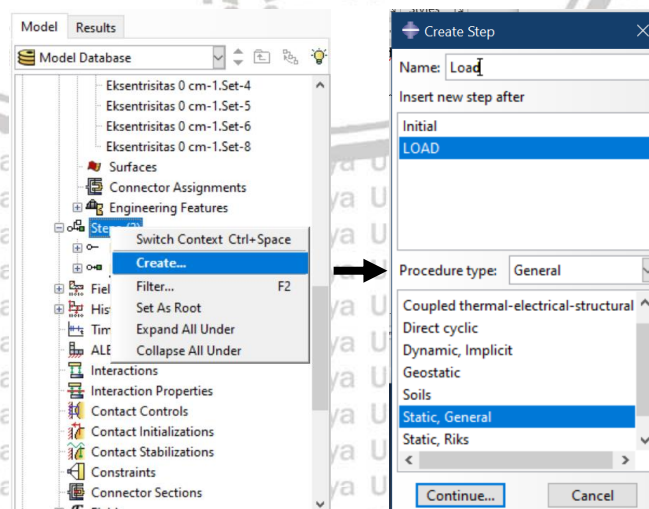 Model Results
Model Database
Eksentrisitas 0 cm-1.Set-4
Eksentrisitas 0 cm-1.Set-5
Eksentrisitas 0 cm-1.Set-6
Eksentrisitas 0 cm-1.Set-8
Surfaces
Connector Assignments
Engineering Features
Switch Context Ctrl+Space
Create...
Filter... F2
Set As Root
Expand All Under
Collapse All Under
Interactions
Interaction Properties
Contact Controls
Contact Initializations
Contact Stabilizations
Constraints
Connector Sections
Create Step
Name: Load
Insert new step after
Initial
LOAD
Procedure type: General
Coupled thermal-electrical-structural
Direct cyclic
Dynamic, Implicit
Geostatic
Soils
Static, General
Static, Riks
Continue... Cancel